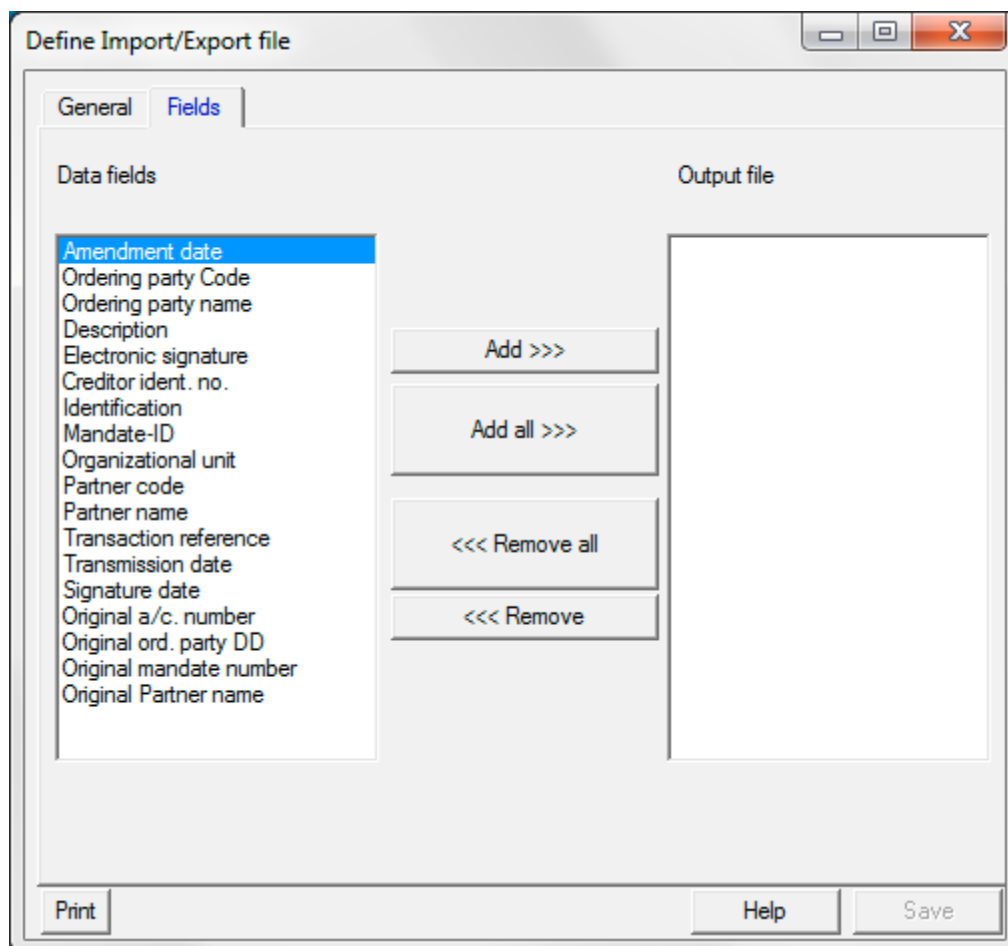 Define Import/Export file
General
Fields
Data fields
Output file
Amendment date
Ordering party Code
Ordering party name
Description
Electronic signature
Creditor ident. no.
Identification
Mandate-ID
Organizational unit
Partner code
Partner name
Transaction reference
Transmission date
Signature date
Original a/c. number
Original ord. party DD
Original mandate number
Original Partner name
Add >>>
Add all >>>
<<< Remove all
<<< Remove
Print
Help
Save